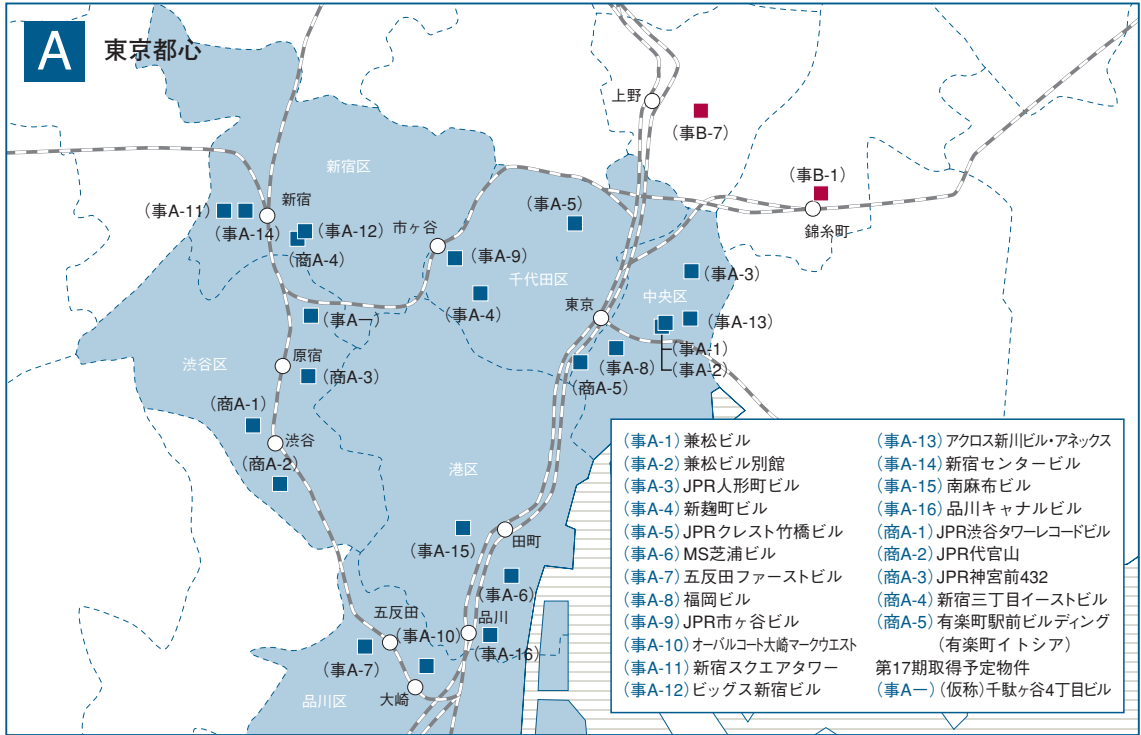 A 東京都心
上野
(事B-7)
新宿区
(事B-1)
錦糸町
(事A-11)
新宿
(事A-14)
(事A-12)
(商A-4)
市ヶ谷
(事A-5)
(事A-9)
千代田区
(事A-4)
(事A-3)
中央区
東京
(事A-13)
(事A-1)
(事A-2)
(事A-8)
(商A-5)
(事A―)
原宿
渋谷区
(商A-3)
(商A-1)
渋谷
(商A-2)
港区
(事A-15)
田町
(事A-6)
五反田
(事A-10)
品川
(事A-16)
(事A-7)
大崎
品川区
(事A-1)兼松ビル
(事A-2)兼松ビル別館
(事A-3)JPR人形町ビル
(事A-4)新麹町ビル
(事A-5)JPRクレスト竹橋ビル
(事A-6)MS芝浦ビル
(事A-7)五反田ファーストビル
(事A-8)福岡ビル
(事A-9)JPR市ヶ谷ビル
(事A-10)オーバルコート大崎マークウエスト
(事A-11)新宿スクエアタワー
(事A-12)ビッグス新宿ビル
(事A-13)アクロス新川ビル・アネックス
(事A-14)新宿センタービル
(事A-15)南麻布ビル
(事A-16)品川キャナルビル
(商A-1)JPR渋谷タワーレコードビル
(商A-2)JPR代官山
(商A-3)JPR神宮前432
(商A-4)新宿三丁目イーストビル
(商A-5)有楽町駅前ビルディング
(有楽町イトシア)
第17期取得予定物件
(事A―)(仮称)千駄ヶ谷4丁目ビル